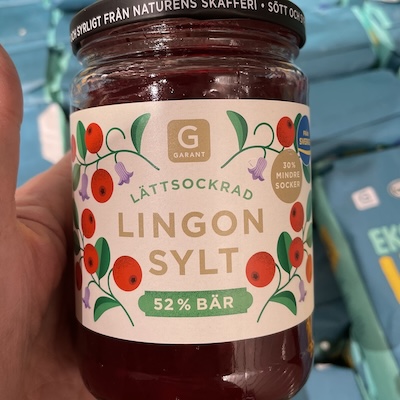 SYRLIGT FRÅN NATURENS SKAFFERI • SÖTT OCH
G
GARANT
30%
MINDRE
SOCKER
LÄTTSOCKRAD
LINGON
SYLT
52% BÄR